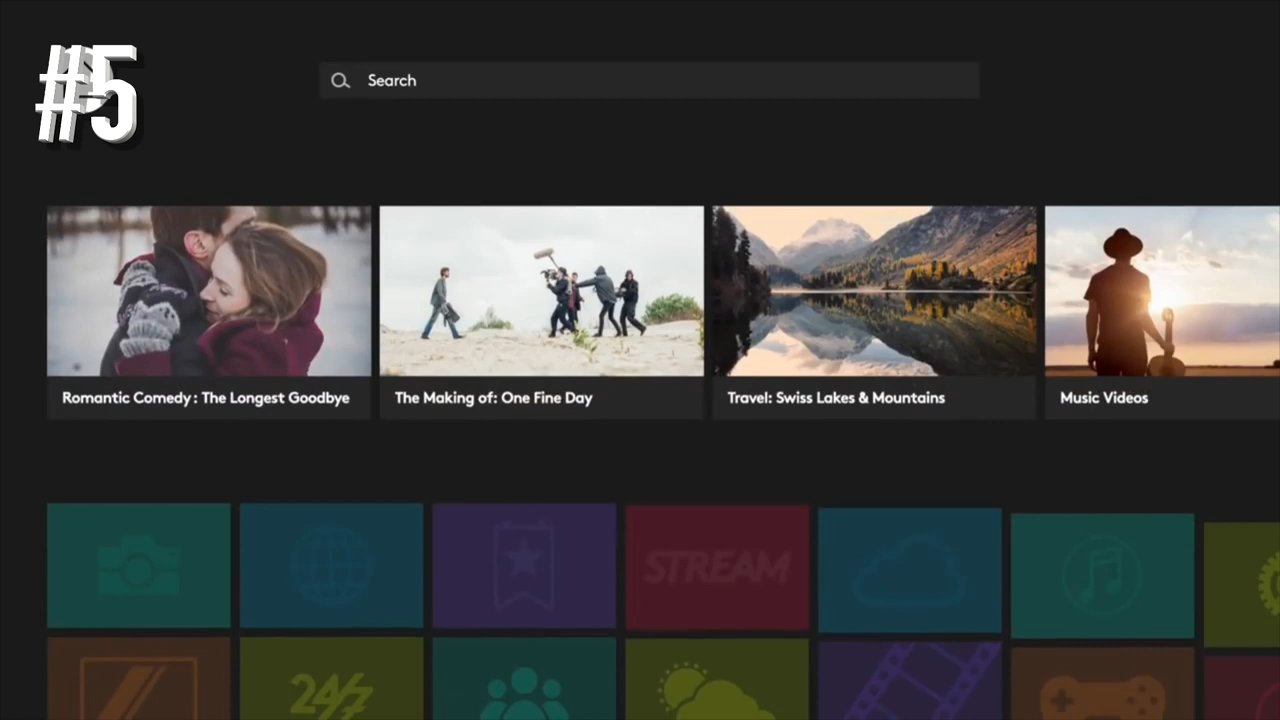 #5
Search
Romantic Comedy: The Longest Goodbye
The Making of: One Fine Day
Travel: Swiss Lakes & Mountains
Music Videos
STREAM
24/7